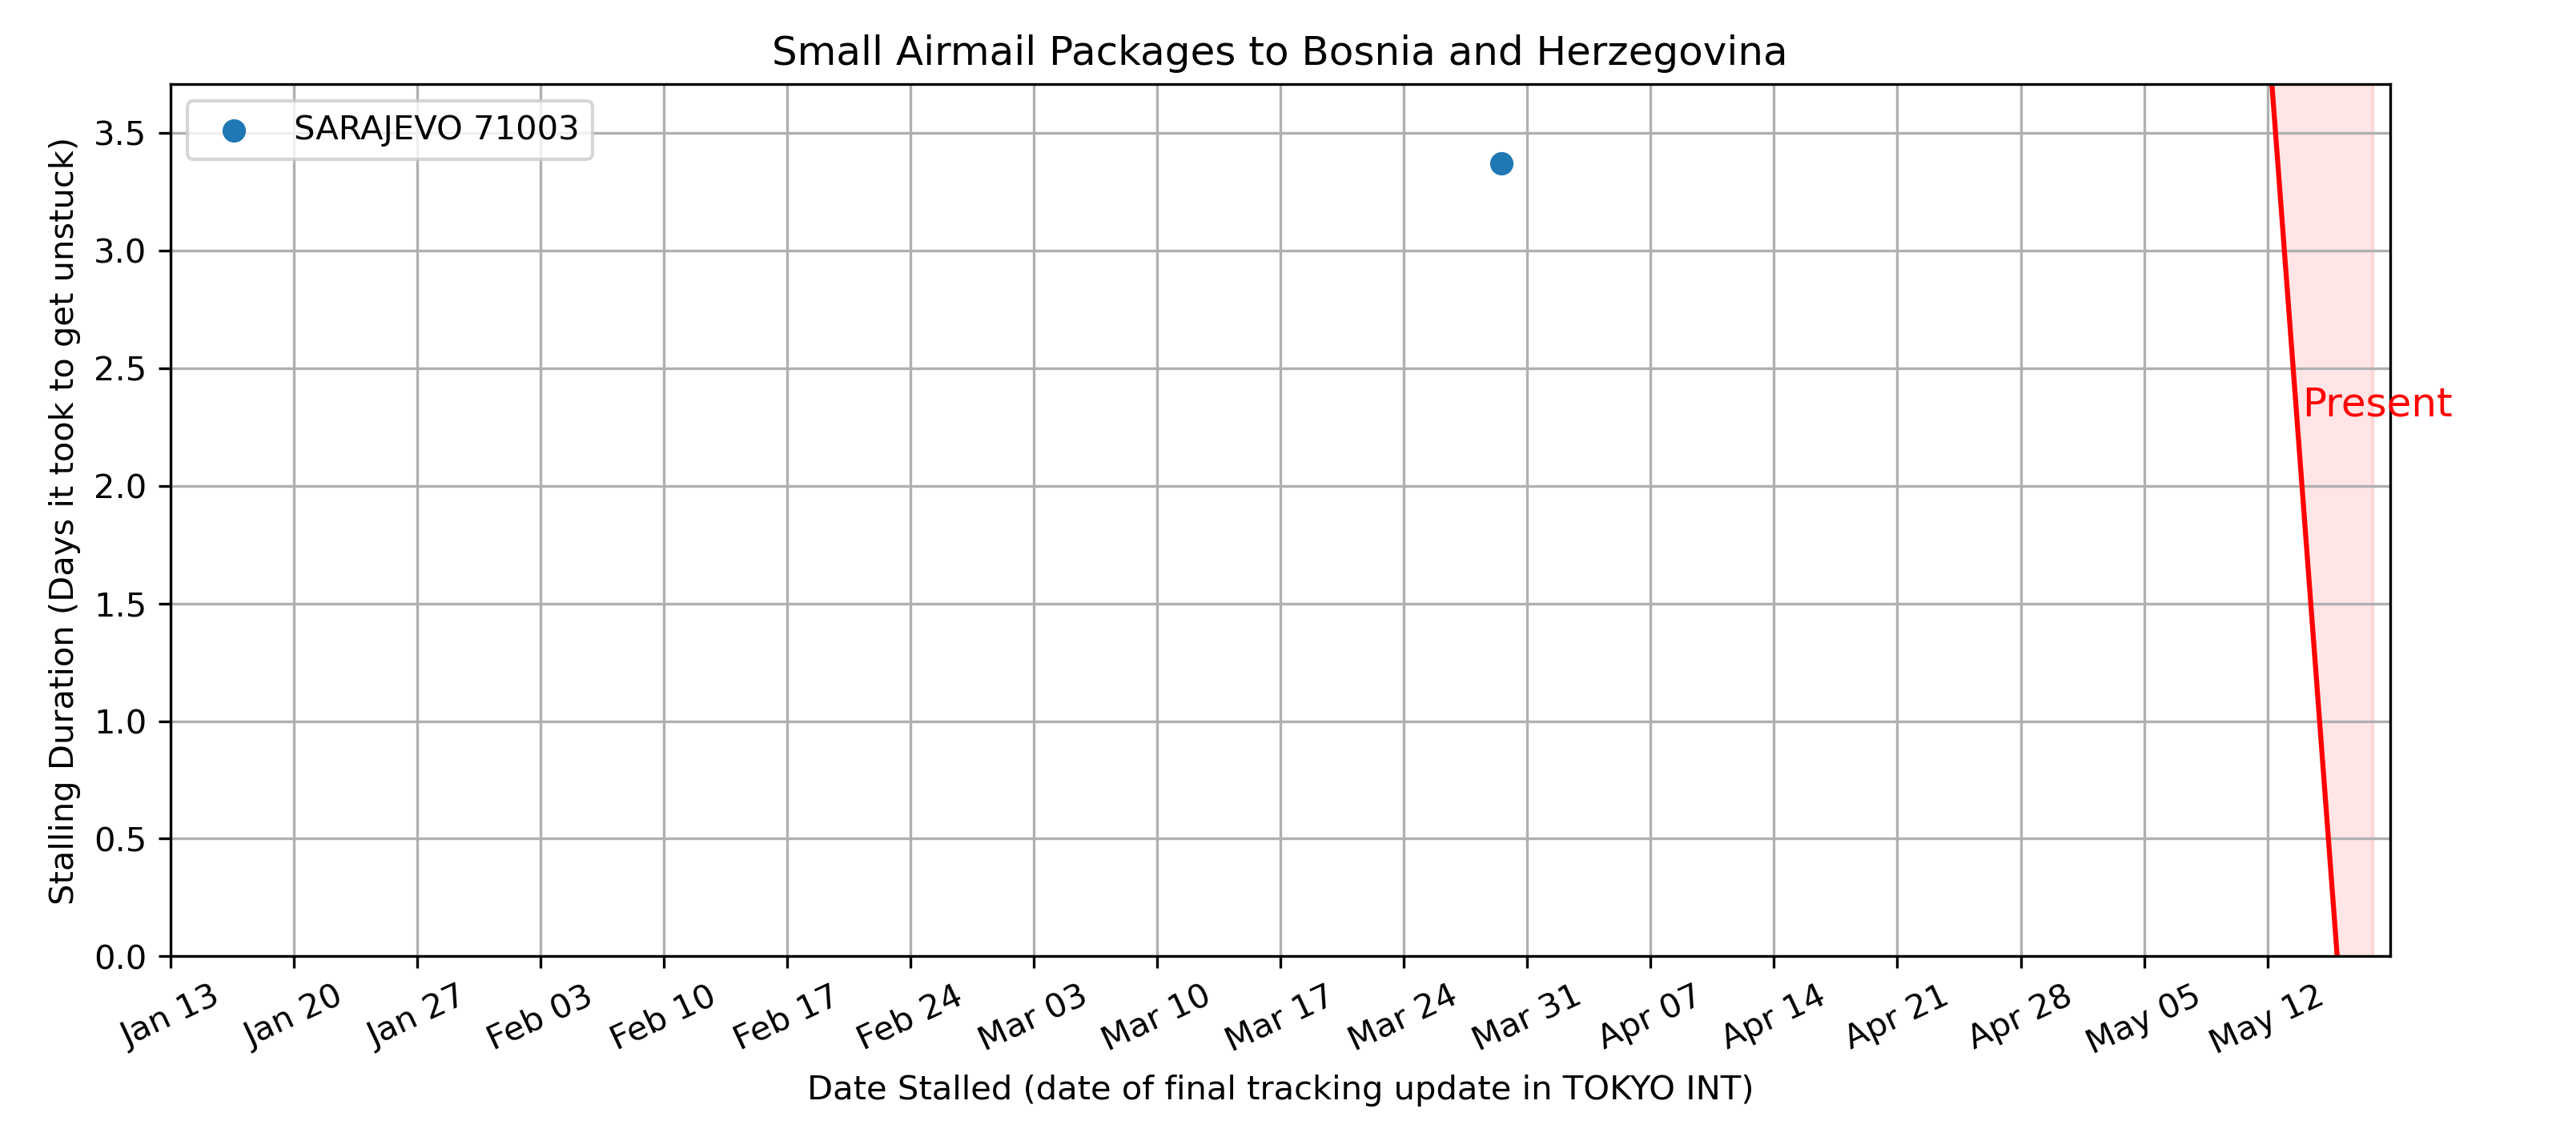 Small Airmail Packages to Bosnia and Herzegovina
SARAJEVO 71003
Stalling Duration (Days it took to get unstuck)
3.5
3.0
2.5
2.0
1.5
1.0
0.5
0.0
Present
Jan 13 Jan 20 Jan 27 Feb 03 Feb 10 Feb 17 Feb 24 Mar 03 Mar 10 Mar 17 Mar 24 Mar 31 Apr 07 Apr 14 Apr 21 Apr 28 May 05 May 12
Date Stalled (date of final tracking update in TOKYO INT)